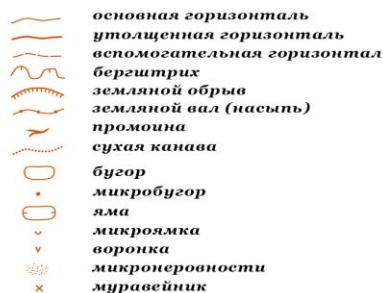 основная горизонталь
утолщенная горизонталь
вспомогательная горизонтал
бергштрих
земляной обрыв
земляной вал (насыпь)
промоина
сухая канава
бугор
микробугор
яма
микроямка
воронка
микронеровности
муравейник